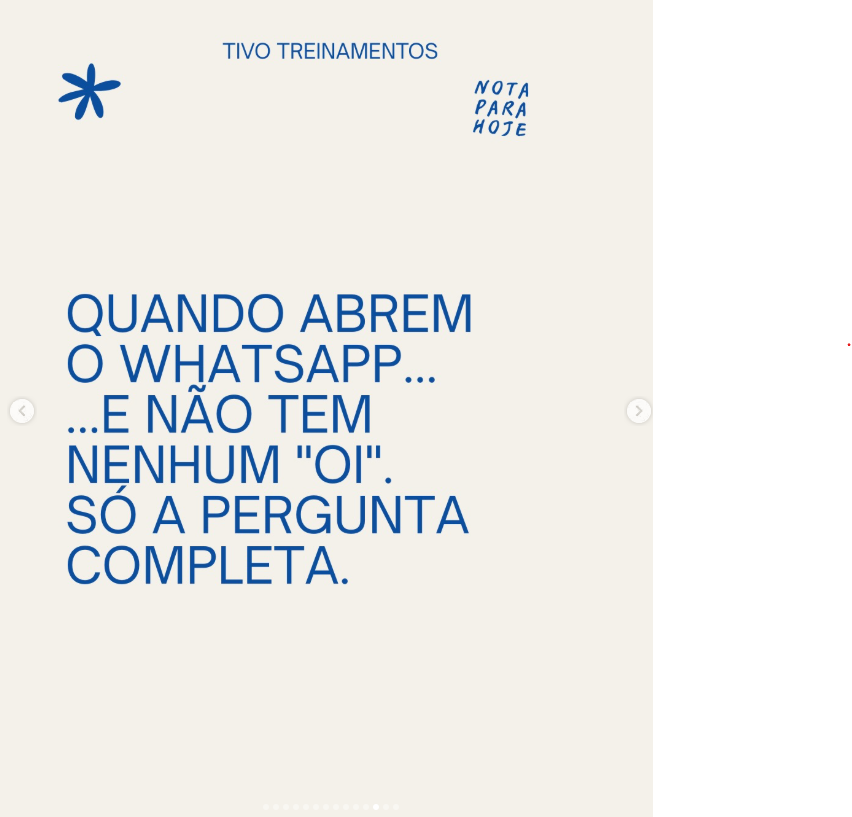 TIVO TREINAMENTOS
NOTA
PARA
HOJE
QUANDO ABREM
O WHATSAPP...
...E NÃO TEM
NENHUM "OI".
SÓ A PERGUNTA
COMPLETA.